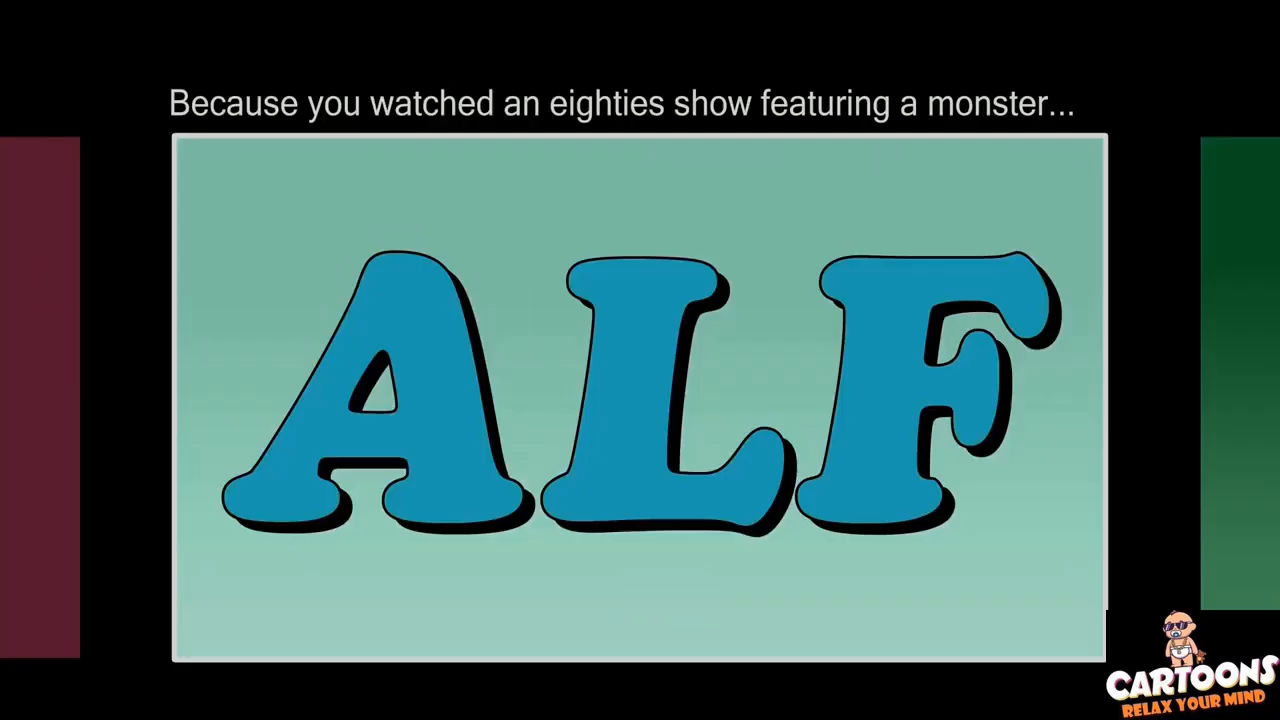 Because you watched an eighties show featuring a monster...
ALF
CARTOONS
RELAX YOUR MIND